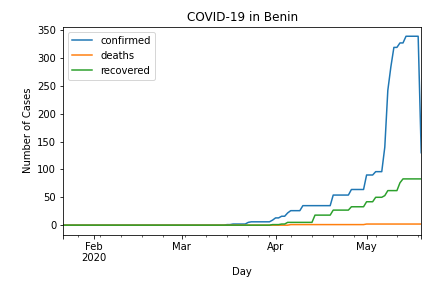 COVID-19 in Benin
confirmed
deaths
recovered
Number of Cases
350
300
250
200
150
100
50
0
Feb
2020
Mar
Apr
May
Day